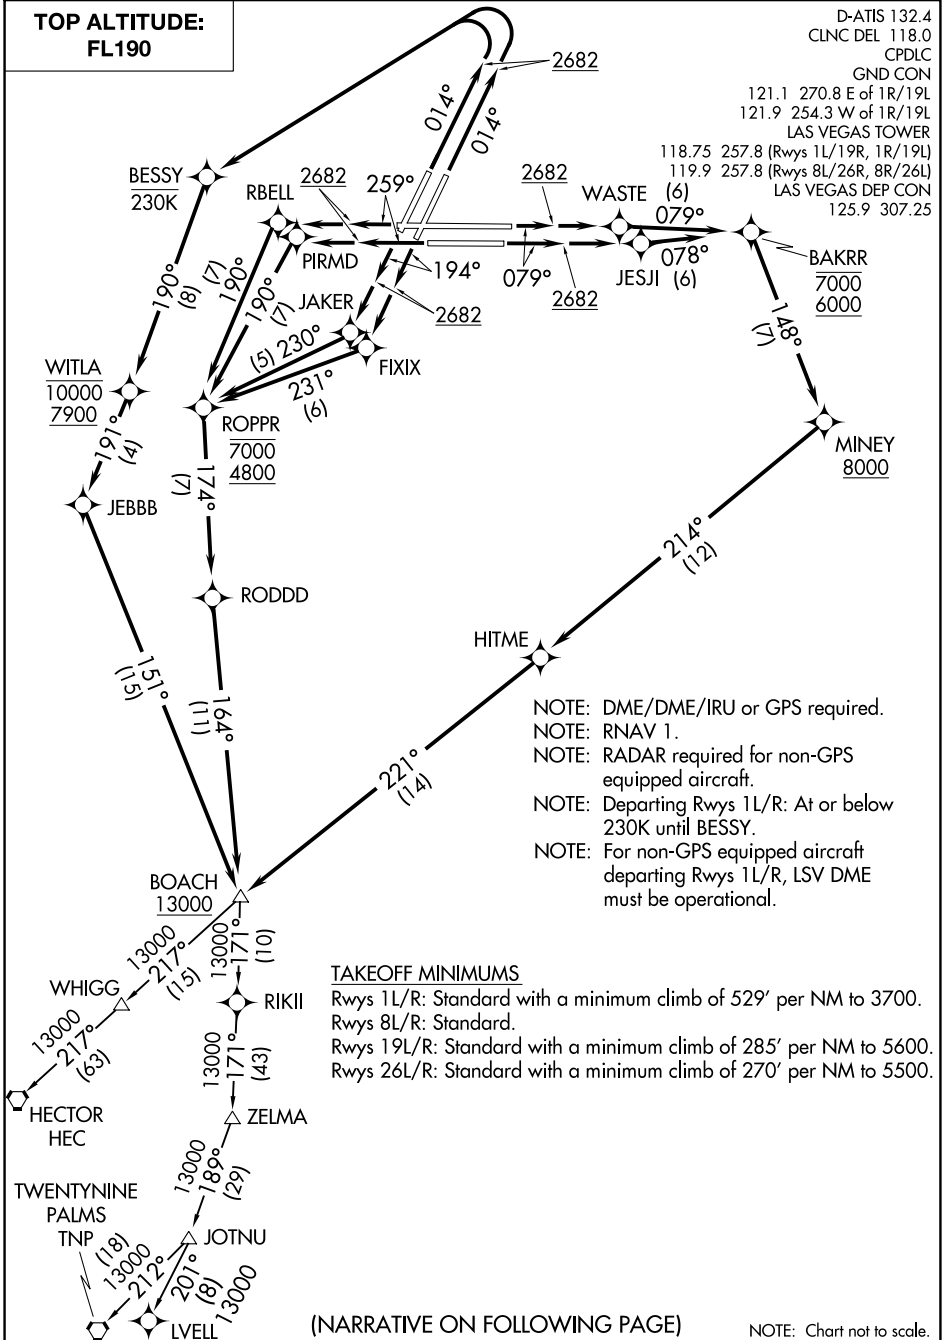 TOP ALTITUDE:
FL190
D-ATIS 132.4
CLNC DEL 118.0
CPDLC
GND CON
121.1 270.8 E of 1R/19L
121.9 254.3 W of 1R/19L
LAS VEGAS TOWER
118.75 257.8 (Rwys 1L/19R, 1R/19L)
119.9 257.8 (Rwys 8L/26R, 8R/26L)
LAS VEGAS DEP CON
125.9 307.25
2682
014°
014°
BESSY
230K
RBELL
2682
259°
2682
WASTE
(6)
079°
PIRMD
194°
079°
2682
JESJI
078°
(6)
BAKRR
7000
6000
190°
(8)
190°
(7)
190°
(7)
JAKER
2682
FIXIX
(5) 230°
231°
(6)
148°
(7)
WITLA
10000
7900
191°
(4)
ROPPR
7000
4800
174°
(7)
MINEY
8000
JEBBB
214°
(12)
RODDD
HITME
151°
(15)
164°
(11)
221°
(14)
NOTE: DME/DME/IRU or GPS required.
NOTE: RNAV 1.
NOTE: RADAR required for non-GPS
equipped aircraft.
NOTE: Departing Rwys 1L/R: At or below
230K until BESSY.
NOTE: For non-GPS equipped aircraft
departing Rwys 1L/R, LSV DME
must be operational.
BOACH
13000
13000
217°
(15)
13000
171°
(10)
WHIGG
RIKII
TAKEOFF MINIMUMS
Rwys 1L/R: Standard with a minimum climb of 529' per NM to 3700.
Rwys 8L/R: Standard.
Rwys 19L/R: Standard with a minimum climb of 285' per NM to 5600.
Rwys 26L/R: Standard with a minimum climb of 270' per NM to 5500.
13000
217°
(63)
13000
171°
(43)
HECTOR
HEC
ZELMA
13000
189°
(29)
TWENTYNINE
PALMS
TNP
JOTNU
(18)
13000
212°
201°
(8)
13000
LVELL
(NARRATIVE ON FOLLOWING PAGE)
NOTE: Chart not to scale.